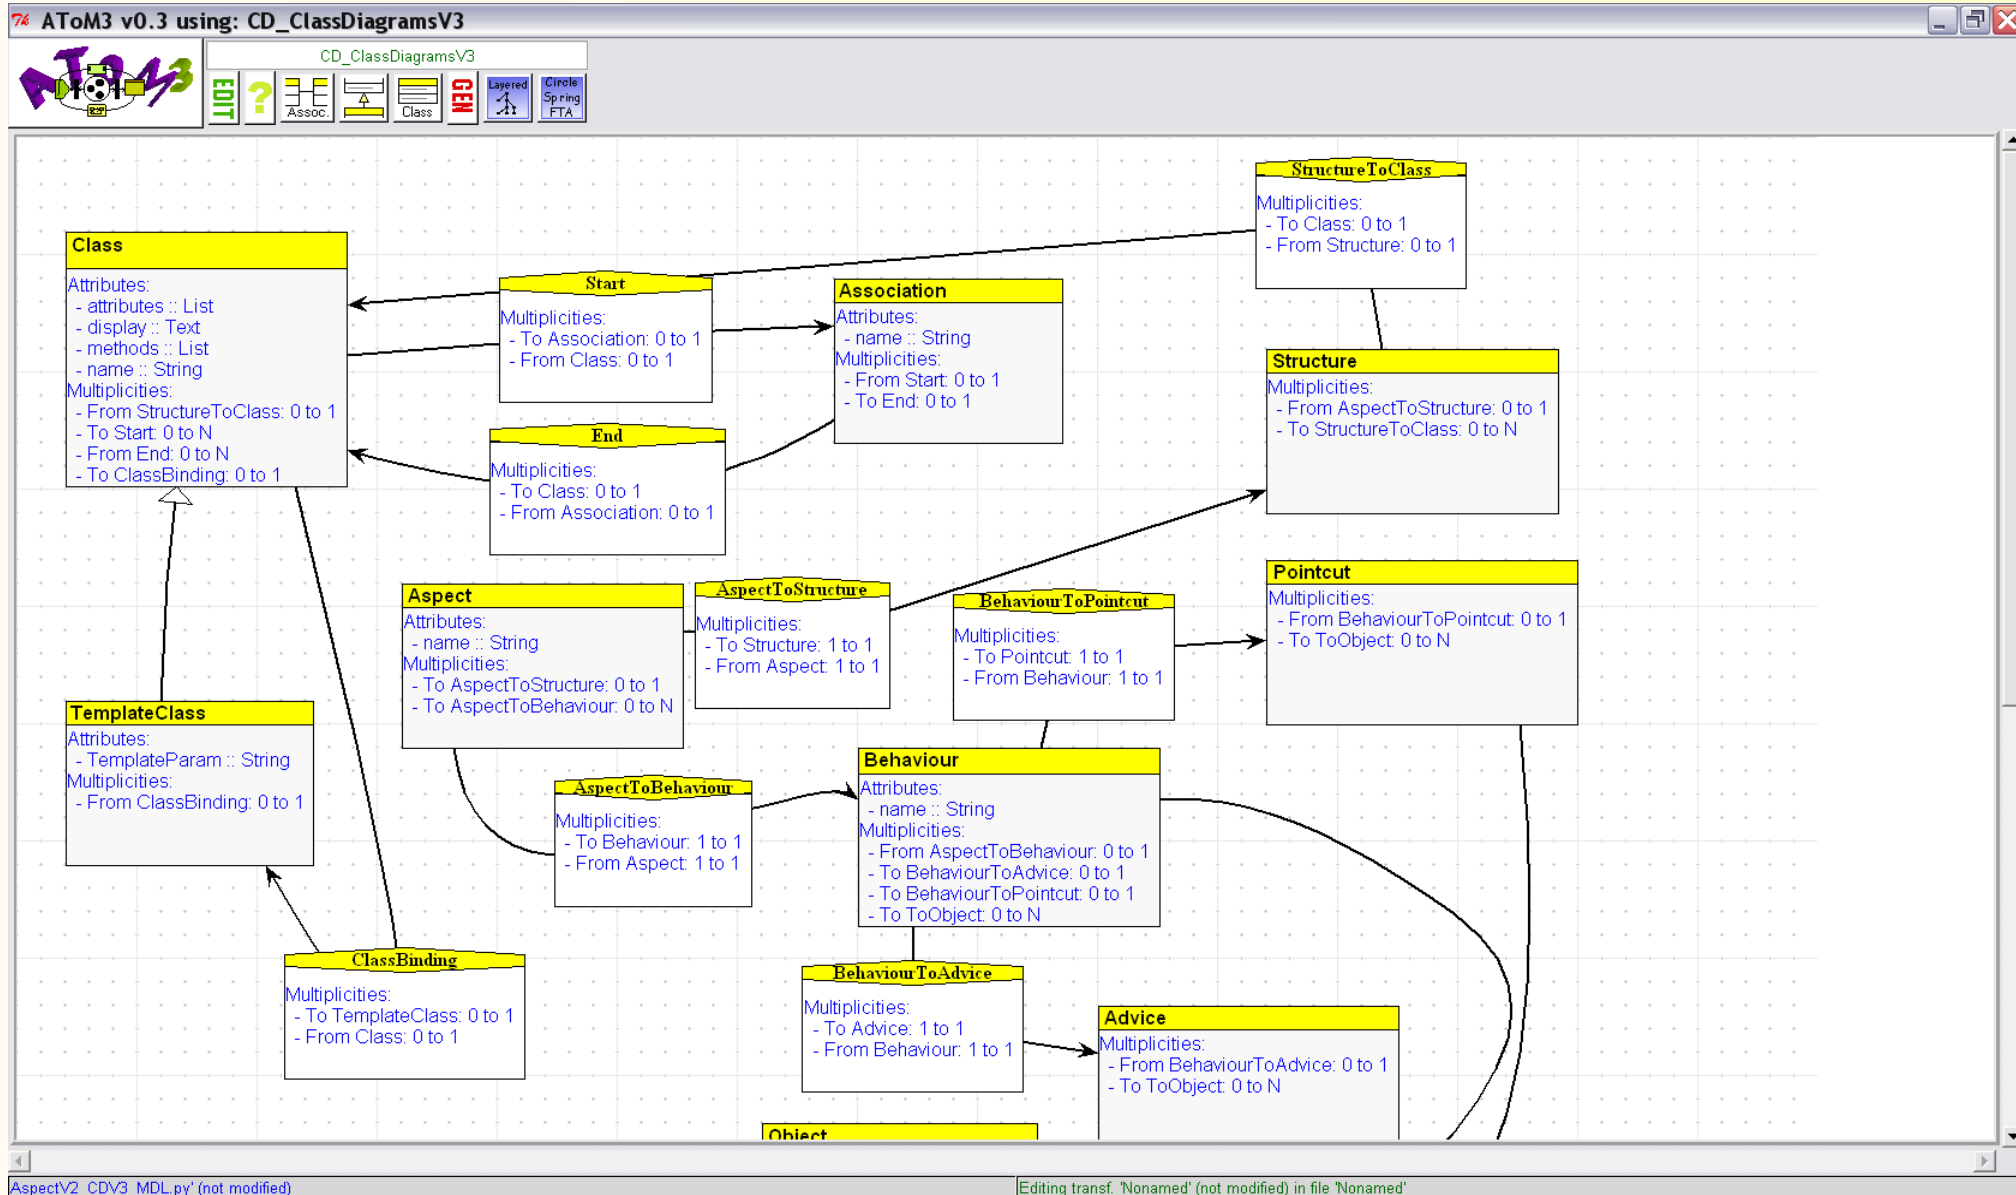 AToM3 v0.3 using: CD_ClassDiagramsV3
AToM3
CD_ClassDiagramsV3
EDIT
?
Assoc.
Class
GEN
Layered
Circle
Spring
FTA
StructureToClass
Multiplicities:
- To Class: 0 to 1
- From Structure: 0 to 1
Class
Attributes:
- attributes :: List
- display :: Text
- methods :: List
- name :: String
Multiplicities:
- From StructureToClass: 0 to 1
- To Start: 0 to N
- From End: 0 to N
- To ClassBinding: 0 to 1
Start
Multiplicities:
- To Association: 0 to 1
- From Class: 0 to 1
Association
Attributes:
- name :: String
Multiplicities:
- From Start: 0 to 1
- To End: 0 to 1
Structure
Multiplicities:
- From AspectToStructure: 0 to 1
- To StructureToClass: 0 to N
End
Multiplicities:
- To Class: 0 to 1
- From Association: 0 to 1
Aspect
Attributes:
- name :: String
Multiplicities:
- To AspectToStructure: 0 to 1
- To AspectToBehaviour: 0 to N
AspectToStructure
Multiplicities:
- To Structure: 1 to 1
- From Aspect: 1 to 1
BehaviourToPointcut
Multiplicities:
- To Pointcut: 1 to 1
- From Behaviour: 1 to 1
Pointcut
Multiplicities:
- From BehaviourToPointcut: 0 to 1
- To ToObject: 0 to N
TemplateClass
Attributes:
- TemplateParam :: String
Multiplicities:
- From ClassBinding: 0 to 1
AspectToBehaviour
Multiplicities:
- To Behaviour: 1 to 1
- From Aspect: 1 to 1
Behaviour
Attributes:
- name :: String
Multiplicities:
- From AspectToBehaviour: 0 to 1
- To BehaviourToAdvice: 0 to 1
- To BehaviourToPointcut: 0 to 1
- To ToObject: 0 to N
ClassBinding
Multiplicities:
- To TemplateClass: 0 to 1
- From Class: 0 to 1
BehaviourToAdvice
Multiplicities:
- To Advice: 1 to 1
- From Behaviour: 1 to 1
Advice
Multiplicities:
- From BehaviourToAdvice: 0 to 1
- To ToObject: 0 to N
Object
AspectV2_CDV3_MDL.py' (not modified)
Editing transf. 'Nonamed' (not modified) in file 'Nonamed'